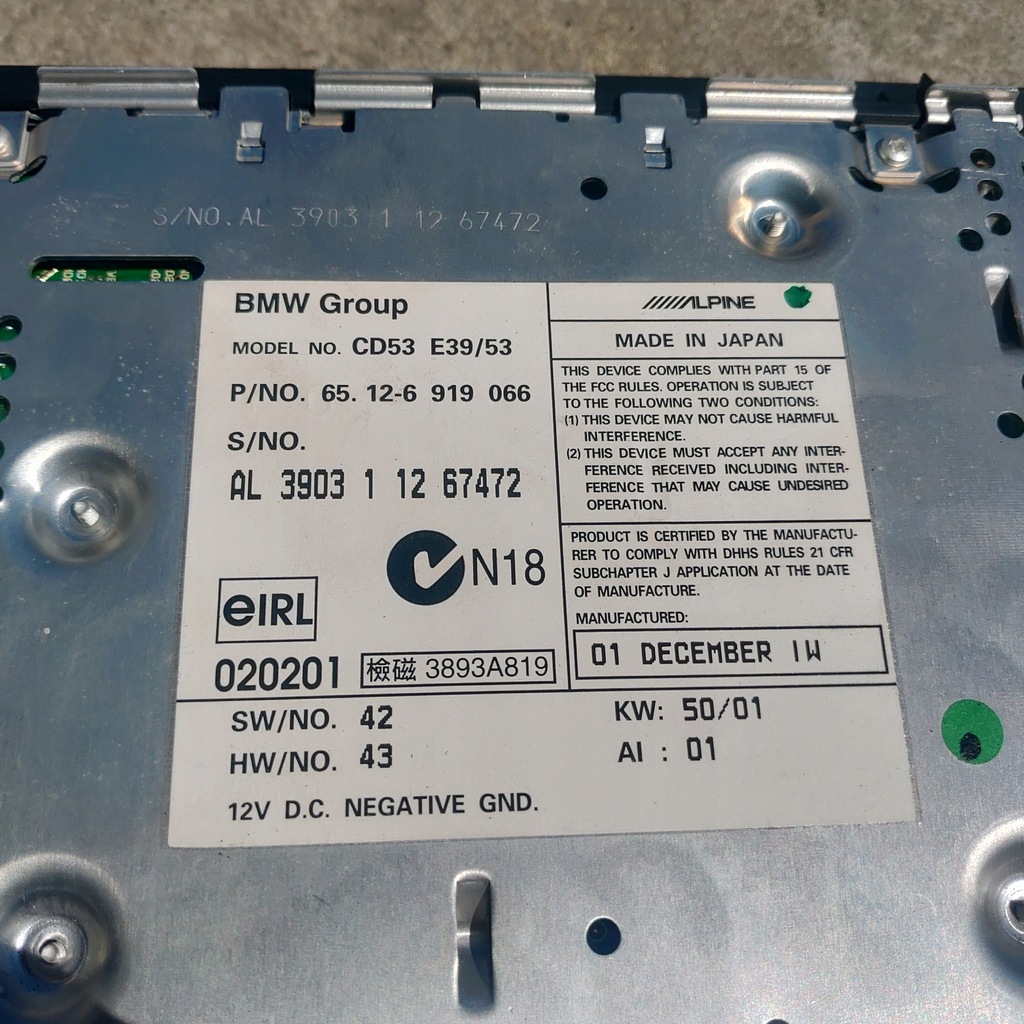 S/NO.AL 3903 1 12 67472
BMW Group
MODEL NO. CD53 E39/53
P/NO. 65. 12-6 919 066
S/NO.
AL 3903 1 12 67472
N18
eIRL
020201
檢磁 3893A819
ALPINE
MADE IN JAPAN
THIS DEVICE COMPLIES WITH PART 15 OF
THE FCC RULES. OPERATION IS SUBJECT
TO THE FOLLOWING TWO CONDITIONS:
(1) THIS DEVICE MAY NOT CAUSE HARMFUL
INTERFERENCE.
(2) THIS DEVICE MUST ACCEPT ANY INTER-
FERENCE RECEIVED INCLUDING INTER-
FERENCE THAT MAY CAUSE UNDESIRED
OPERATION.
PRODUCT IS CERTIFIED BY THE MANUFACTU-
RER TO COMPLY WITH DHHS RULES 21 CFR
SUBCHAPTER J APPLICATION AT THE DATE
OF MANUFACTURE.
MANUFACTURED:
01 DECEMBER IW
SW/NO. 42
HW/NO. 43
12V D.C. NEGATIVE GND.
KW: 50/01
AI : 01